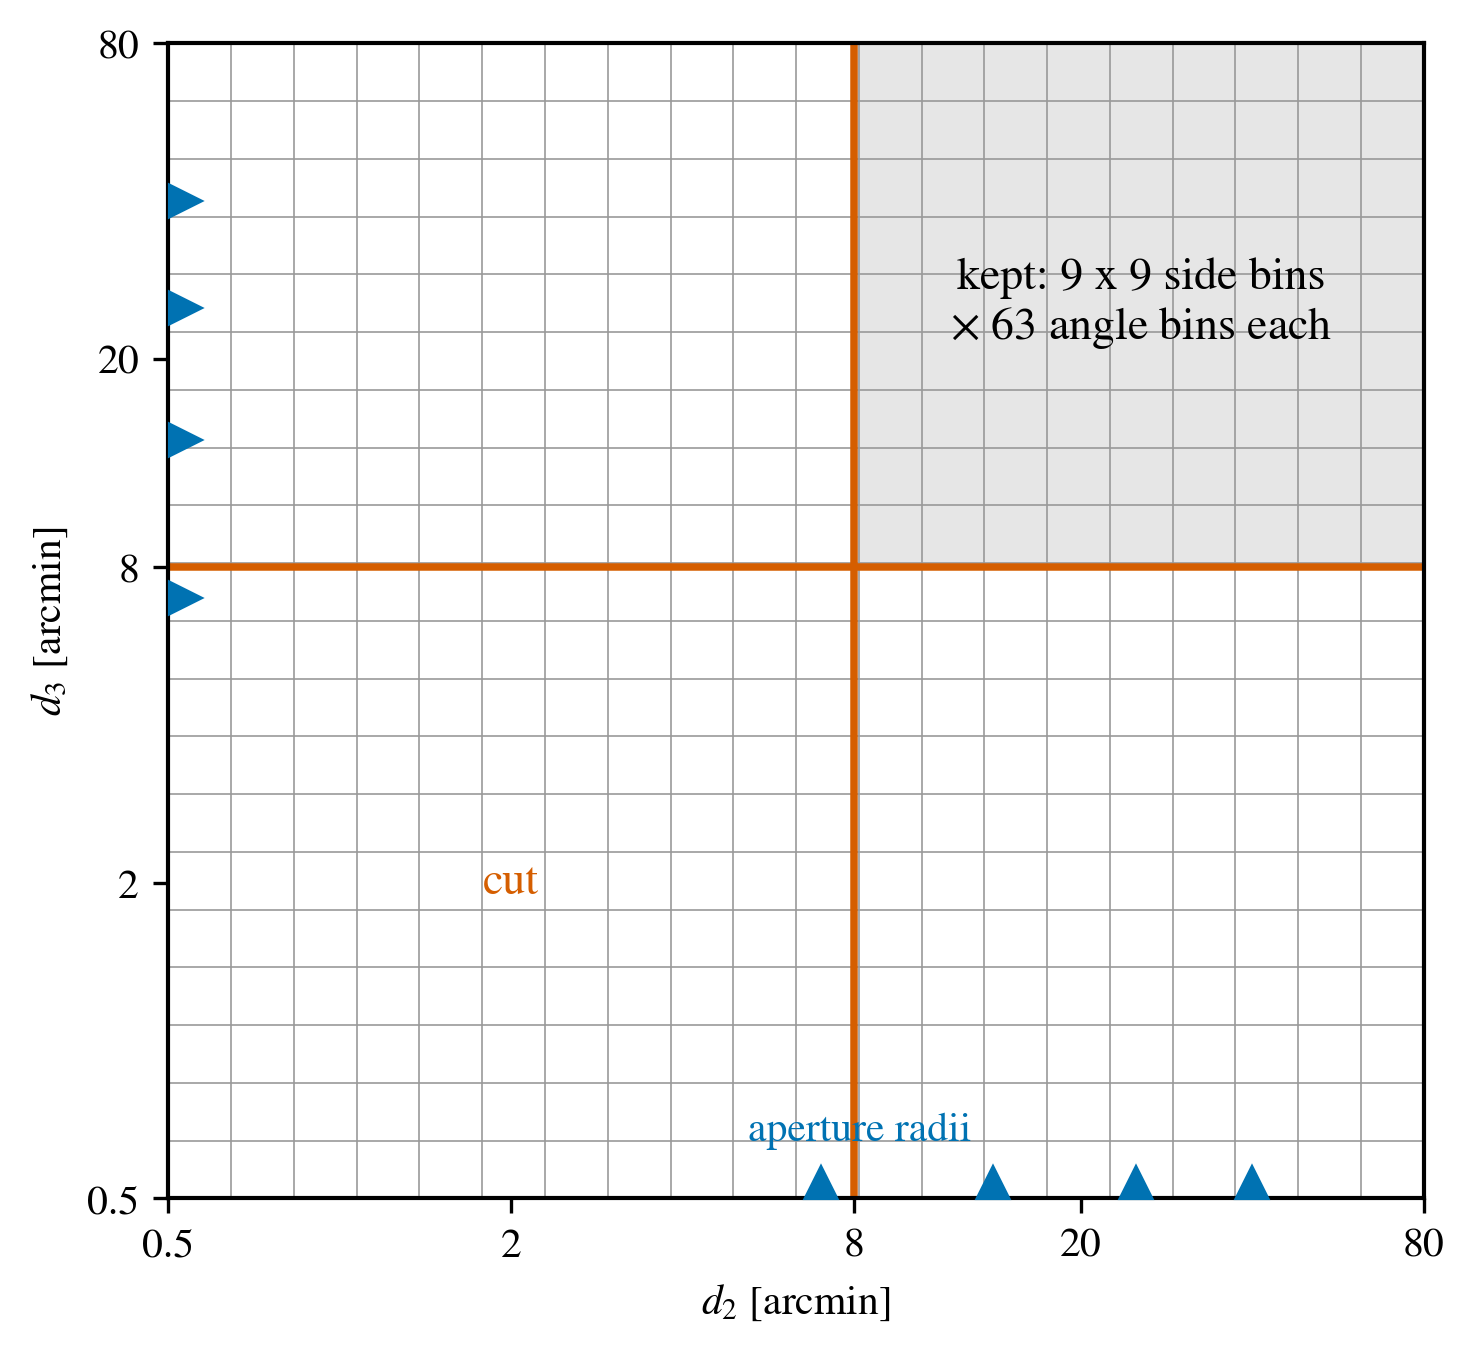 80
20
8
2
0.5
d₃ [arcmin]
kept: 9 x 9 side bins
× 63 angle bins each
cut
aperture radii
0.5 2 8 20 80
d₂ [arcmin]